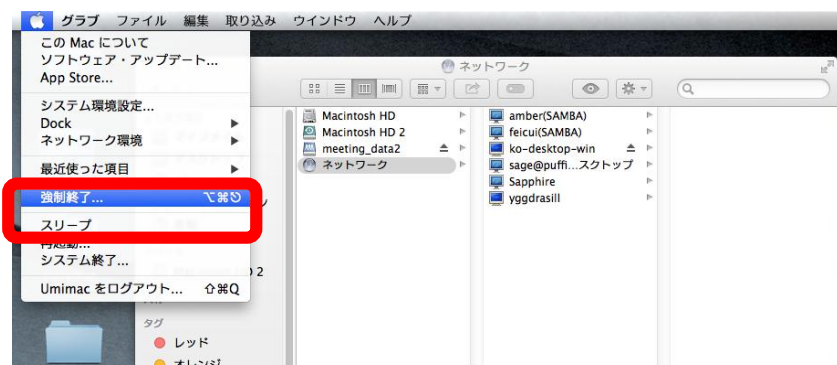 グラブ ファイル 編集 取り込み ウインドウ ヘルプ
この Mac について
ソフトウェア・アップデート...
App Store...
システム環境設定...
Dock
ネットワーク環境
最近使った項目
強制終了... ⌥⌘⎋
スリープ
再起動...
システム終了...
Umimac をログアウト... ⇧⌘Q
2
タグ
レッド
オレンジ
ネットワーク
Macintosh HD
Macintosh HD 2
meeting_data2
ネットワーク
amber(SAMBA)
feicui(SAMBA)
ko-desktop-win
sage@puffi...スクトップ
Sapphire
yggdrasill